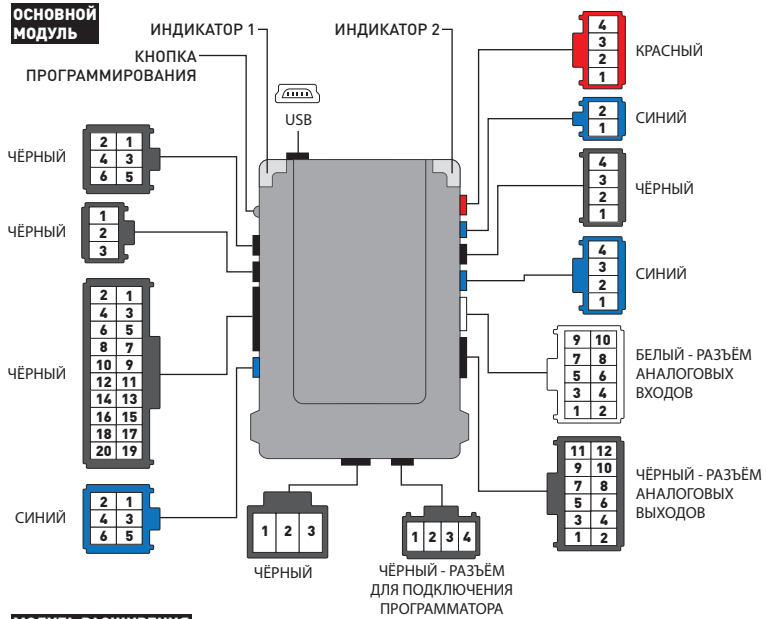 ОСНОВНОЙ
МОДУЛЬ
ИНДИКАТОР 1
ИНДИКАТОР 2
КНОПКА
ПРОГРАММИРОВАНИЯ
USB
ЧЁРНЫЙ
2 1
4 3
6 5
ЧЁРНЫЙ
1
2
3
ЧЁРНЫЙ
2 1
4 3
6 5
8 7
10 9
12 11
14 13
16 15
18 17
20 19
СИНИЙ
2 1
4 3
6 5
4
3
2
1
КРАСНЫЙ
2
1
СИНИЙ
4
3
2
1
ЧЁРНЫЙ
4
3
2
1
СИНИЙ
9 10
7 8
5 6
3 4
1 2
БЕЛЫЙ - РАЗЪЁМ
АНАЛОГОВЫХ
ВХОДОВ
11 12
9 10
7 8
5 6
3 4
1 2
ЧЁРНЫЙ - РАЗЪЁМ
АНАЛОГОВЫХ
ВЫХОДОВ
1 2 3
ЧЁРНЫЙ
1 2 3 4
ЧЁРНЫЙ - РАЗЪЁМ
ДЛЯ ПОДКЛЮЧЕНИЯ
ПРОГРАММАТОРА
МОДУЛЬ РАСШИРЕНИЯ